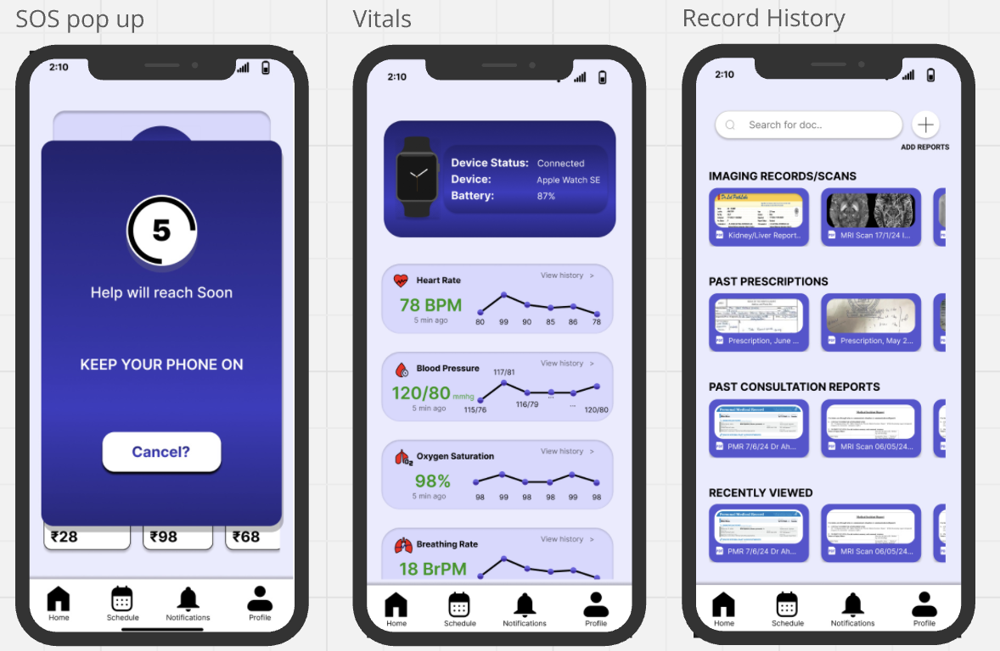 SOS pop up
2:10
5
Help will reach Soon
KEEP YOUR PHONE ON
Cancel?
₹28
₹98
₹68
Home
Schedule
Notifications
Profile
Vitals
2:10
Device Status: Connected
Device: Apple Watch SE
Battery: 87%
Heart Rate
View history >
78 BPM
5 min ago
80 99 90 85 86 78
Blood Pressure
View history >
117/81
120/80 mmhg
5 min ago
115/76
116/79
...
...
120/80
O2
Oxygen Saturation
View history >
98%
5 min ago
98 99 98 98 99 98
Breathing Rate
View history >
18 BrPM
Home
Schedule
Notifications
Profile
Record History
2:10
Search for doc..
ADD REPORTS
IMAGING RECORDS/SCANS
Kidney/Liver Report..
MRI Scan 17/1/24 I...
PAST PRESCRIPTIONS
Prescription, June ...
Prescription, May 2...
PAST CONSULTATION REPORTS
Personal Medical Record
PMR 7/6/24 Dr Ah...
MRI Scan 06/05/24...
RECENTLY VIEWED
Personal Medical Record
PMR 7/6/24 Dr Ah...
MRI Scan 06/05/24...
Home
Schedule
Notifications
Profile